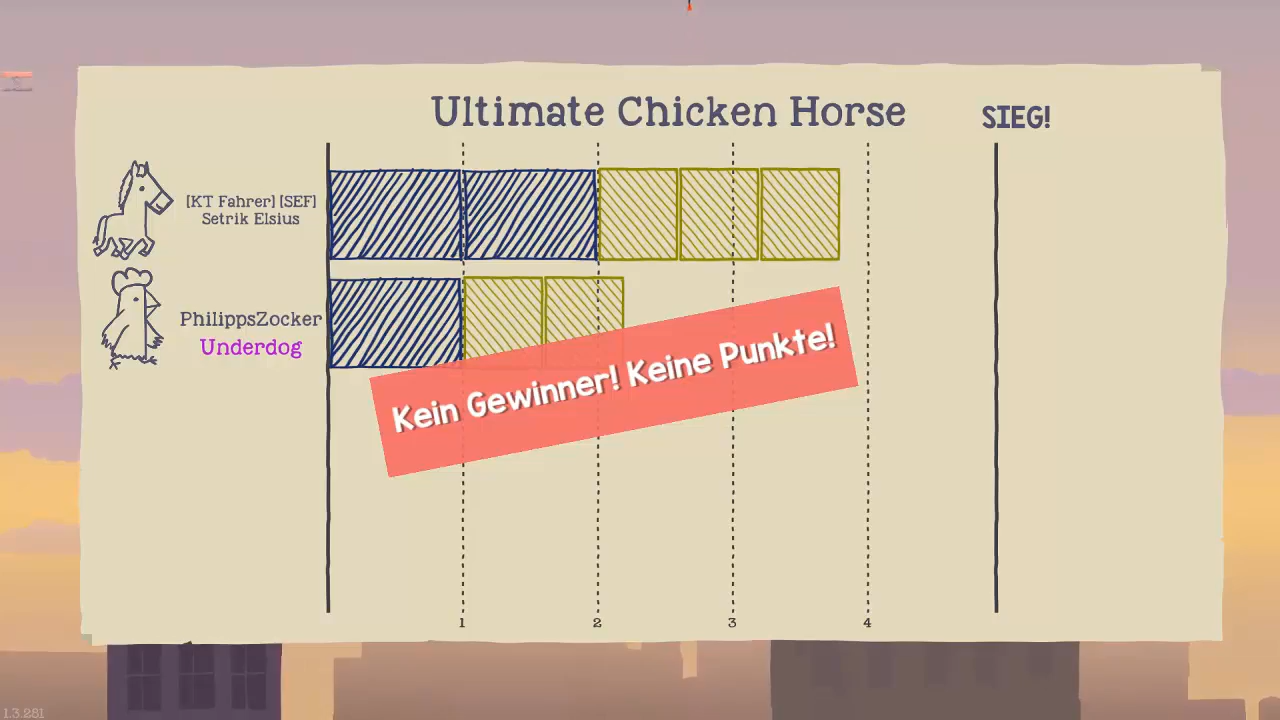 Ultimate Chicken Horse
SIEG!
[KT Fahrer] [SEF]
Setrik Elsius
PhilippsZocker
Underdog
Kein Gewinner! Keine Punkte!
1 2 3 4
1.3.281